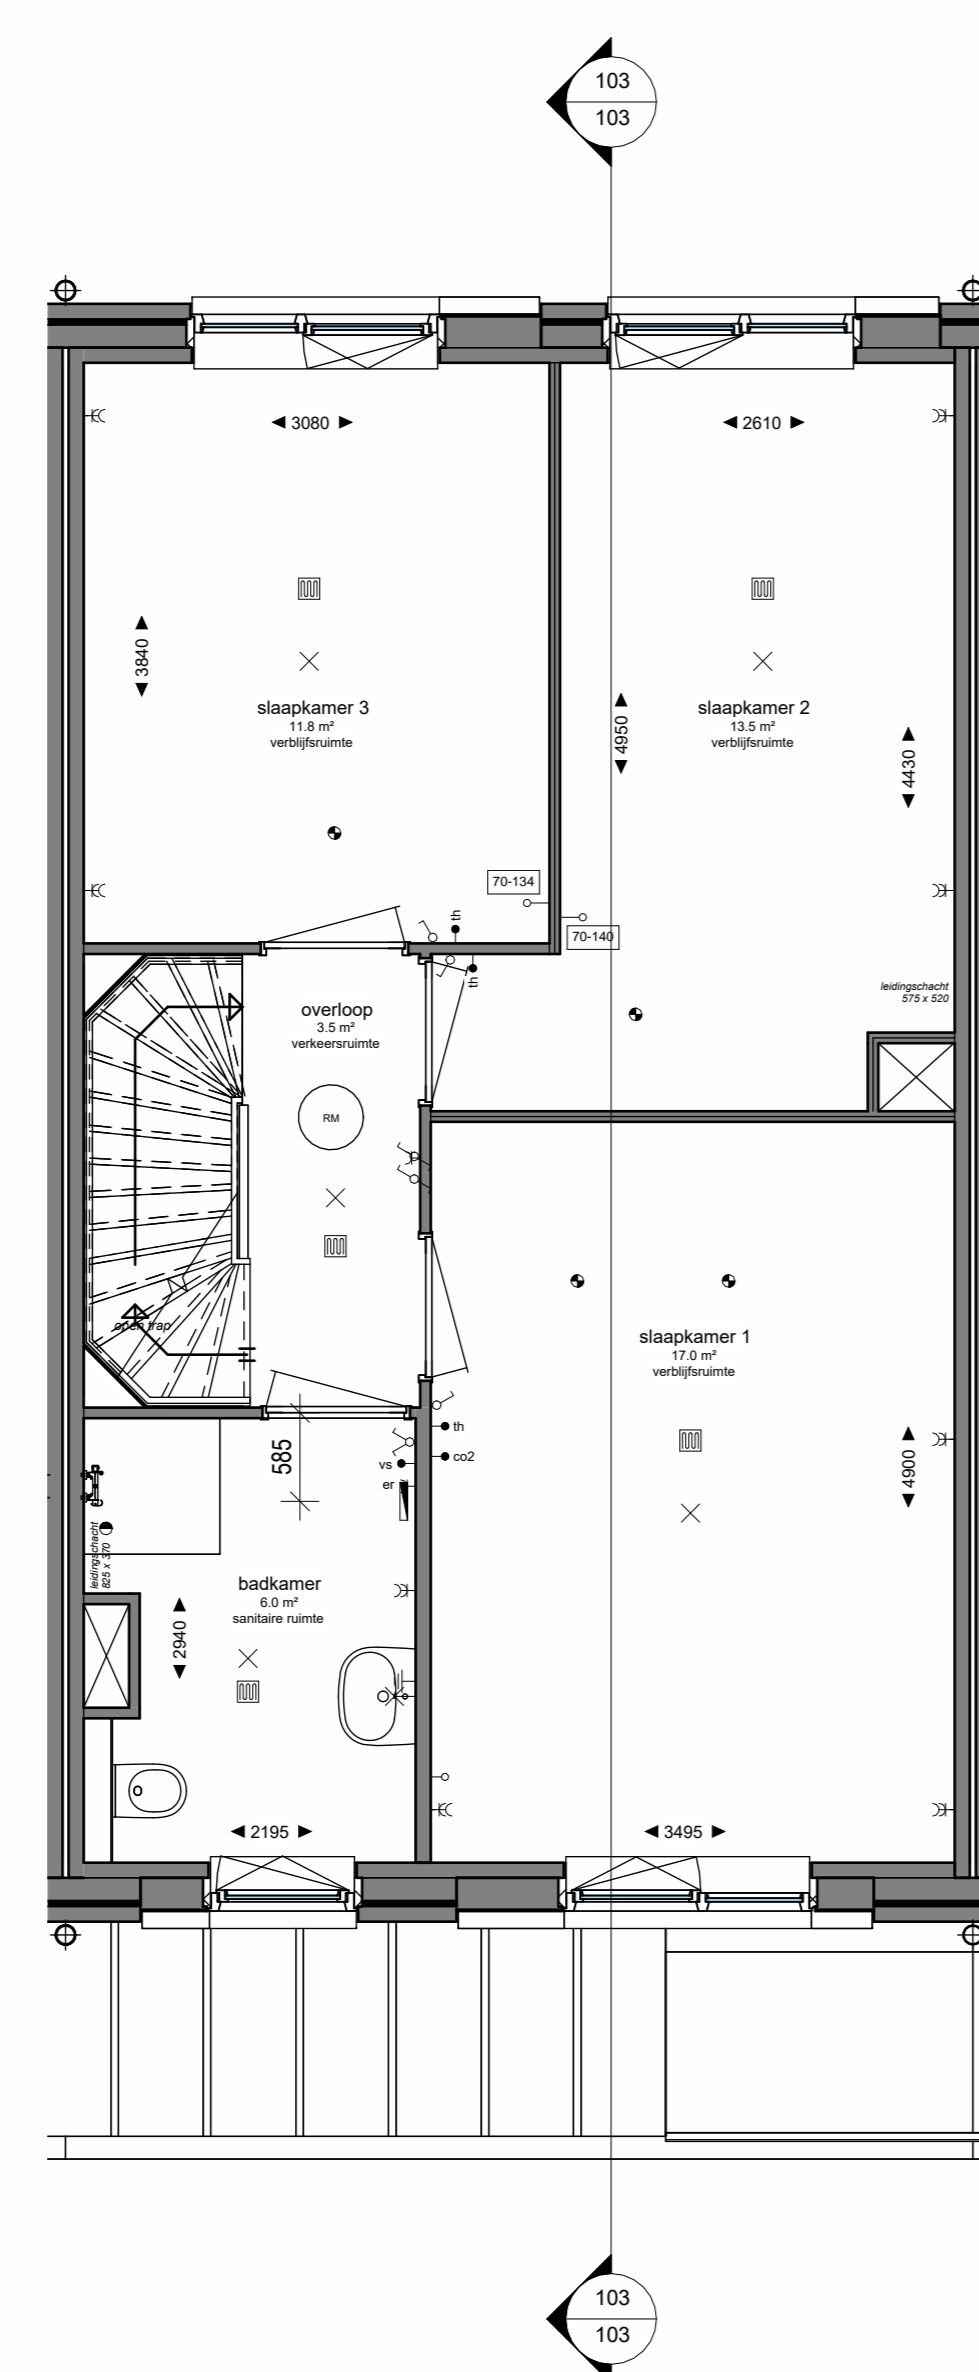 103
103
3080
2610
3840
slaapkamer 3
11.8 m²
verblijfsruimte
4950
slaapkamer 2
13.5 m²
verblijfsruimte
4430
70-134
th
70-140
th
leidingschacht
575 x 520
overloop
3.5 m²
verkeersruimte
RM
open trap
slaapkamer 1
17.0 m²
verblijfsruimte
585
th
vs
co2
er
4900
leidingschacht
825 x 370
badkamer
6.0 m²
sanitaire ruimte
2940
2195
3495
103
103